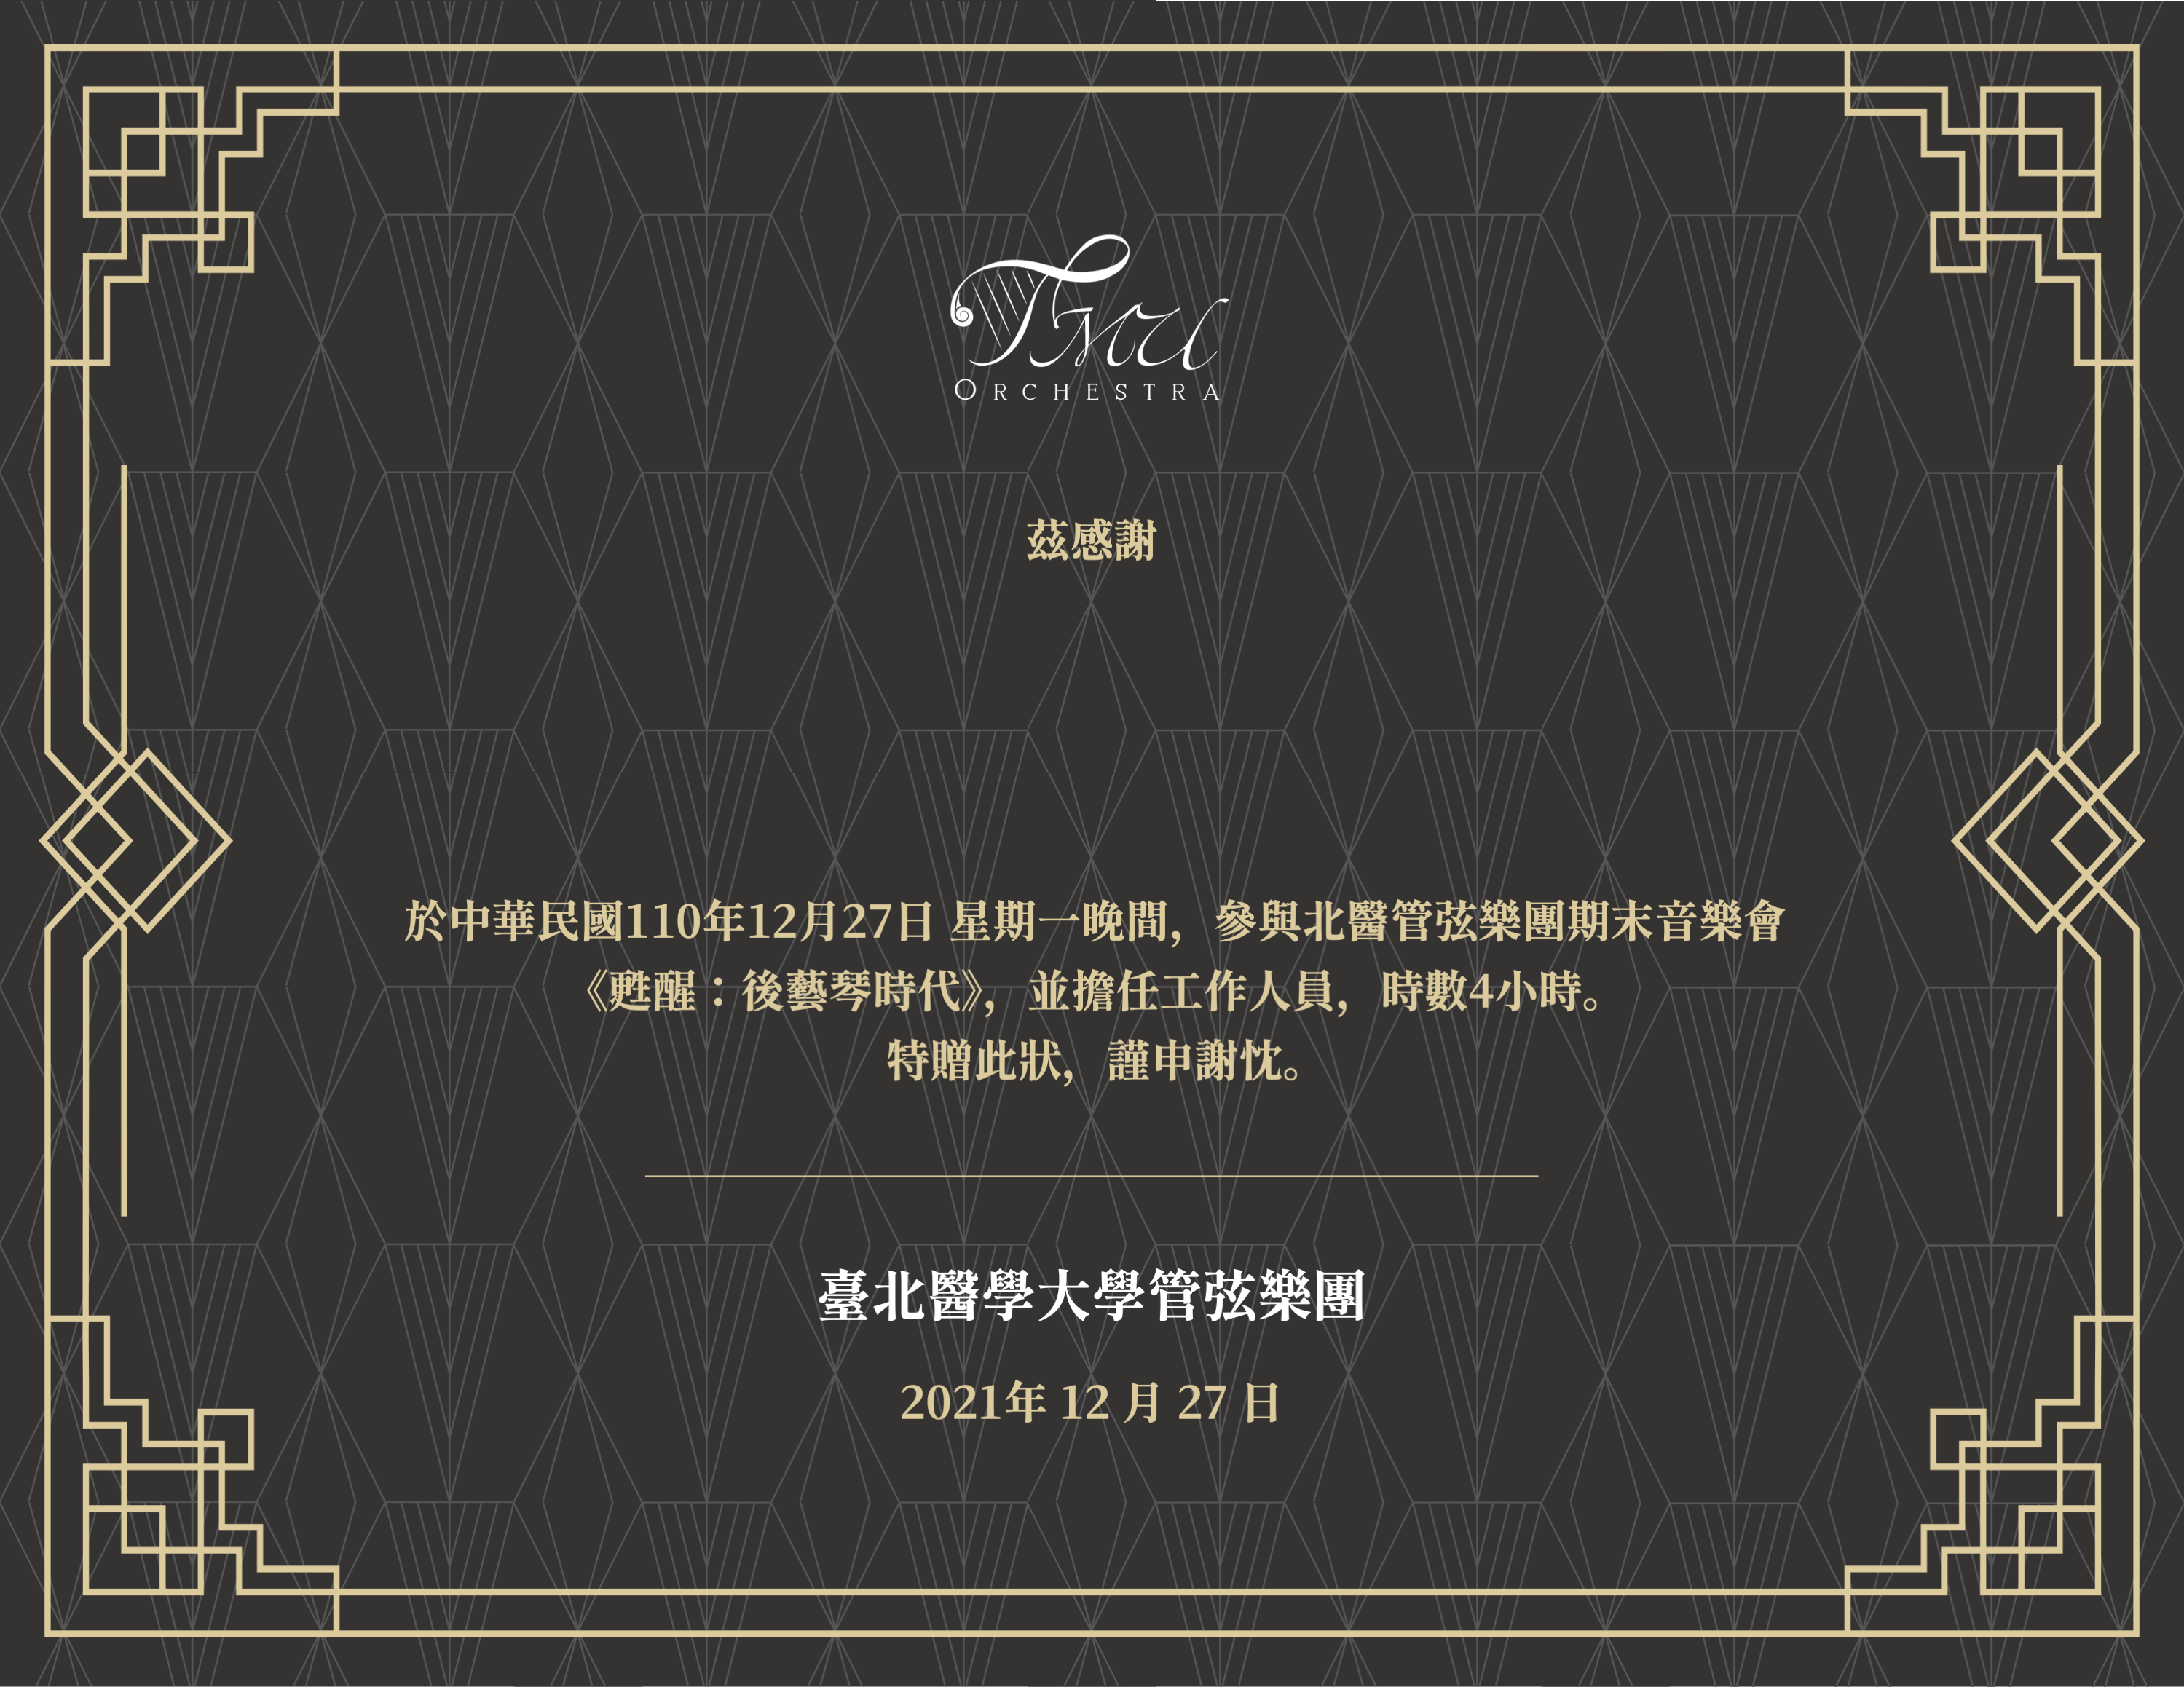 Tmu
ORCHESTRA
茲感謝
於中華民國110年12月27日 星期一晚間，參與北醫管弦樂團期末音樂會
《甦醒：後藝琴時代》，並擔任工作人員，時數4小時。
特贈此狀，謹申謝忱。
臺北醫學大學管弦樂團
2021年 12 月 27 日